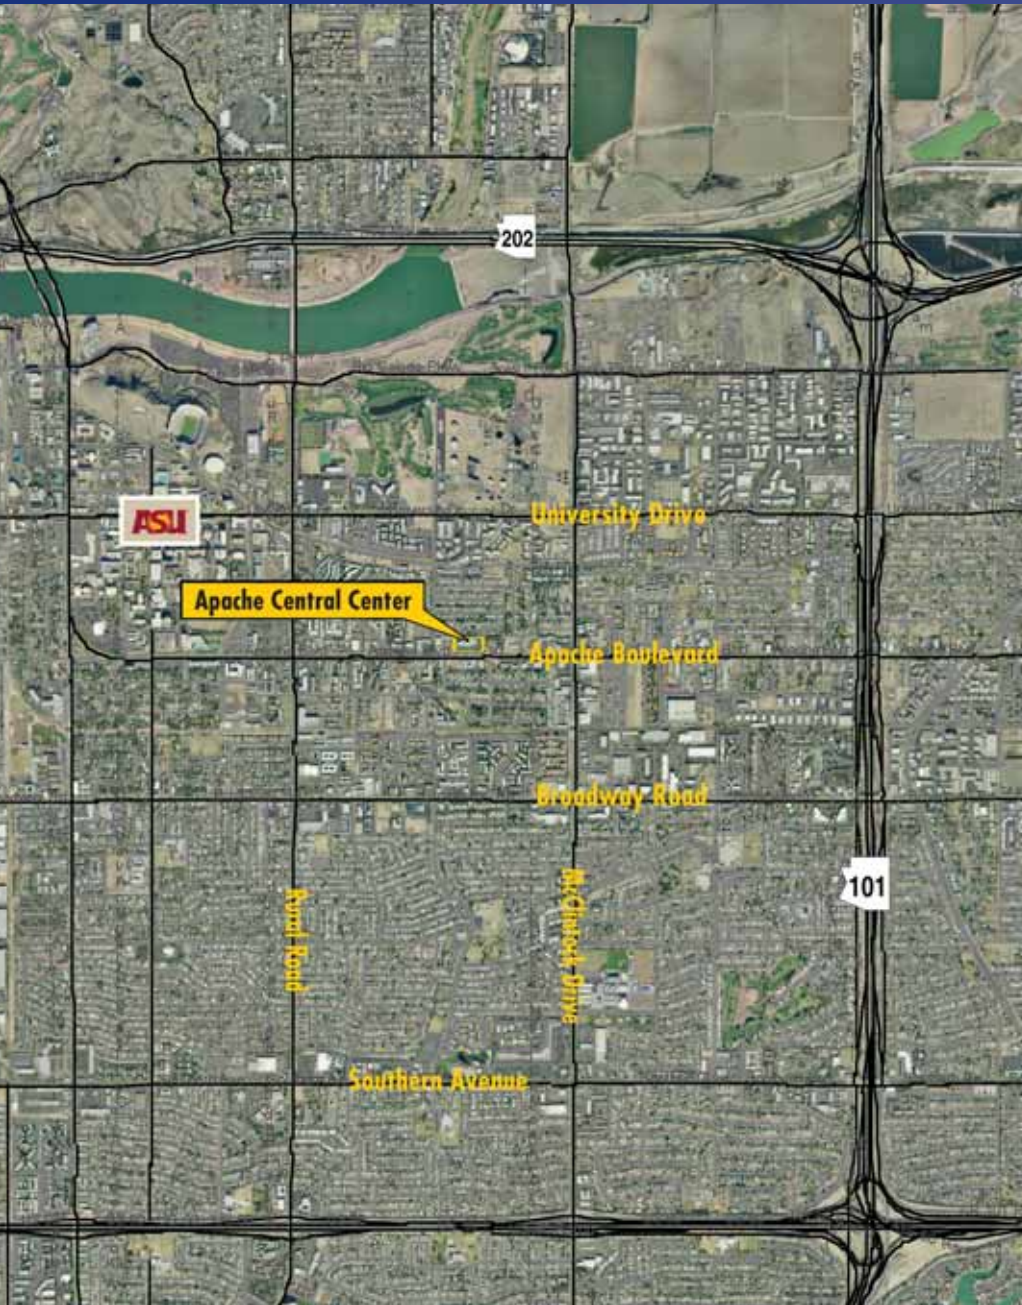 202
University Drive
ASU
Apache Central Center
Apache Boulevard
Broadway Road
101
Rural Road
McClintock Drive
Southern Avenue